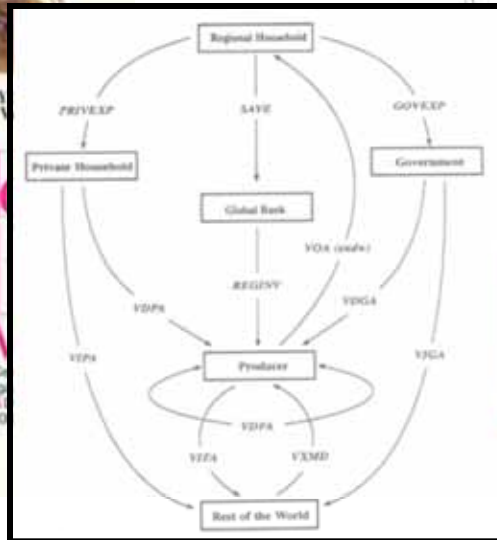 Regional Household
PRIVEXP
SAVE
GOVEXP
Private Household
Government
Global Bank
VOA (endw)
REGINV
VDPA
VDGA
VIPA
VIGA
Producer
VDFA
VIFA
VXMD
Rest of the World